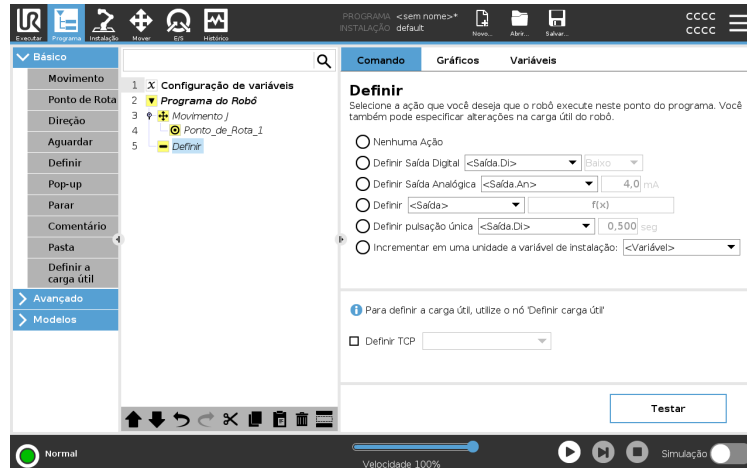 UR
PROGRAMA <sem nome>*
INSTALAÇÃO default
cccc
cccc
Executar Programa Instalação Mover E/S Histórico
Novo... Abrir... Salvar...
Básico
Movimento
Ponto de Rota
Direção
Aguardar
Definir
Pop-up
Parar
Comentário
Pasta
Definir a
carga útil
Avançado
Modelos
1 X Configuração de variáveis
2 Programa do Robô
3 Movimento J
4 Ponto_de_Rota_1
5 Definir
Comando Gráficos Variáveis
Definir
Selecione a ação que você deseja que o robô execute neste ponto do programa. Você
também pode especificar alterações na carga útil do robô.
Nenhuma Ação
Definir Saída Digital <Saída.Di> Baixo
Definir Saída Analógica <Saída.An> 4,0 mA
Definir <Saída> f(x)
Definir pulsação única <Saída.Di> 0,500 seg
Incrementar em uma unidade a variável de instalação: <Variável>
Para definir a carga útil, utilize o nó 'Definir carga útil'
Definir TCP
Testar
Normal
Velocidade 100%
Simulação